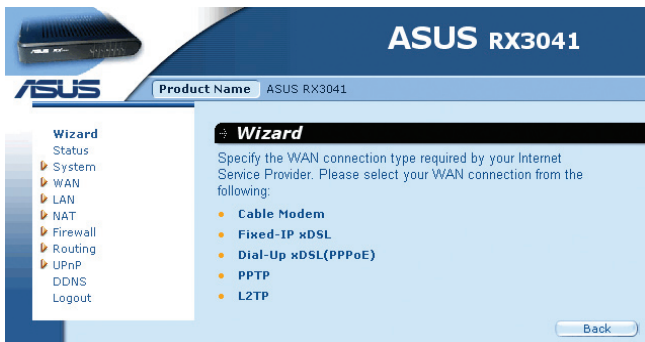 ASUS RX3041
ASUS
Product Name ASUS RX3041
Wizard
Status
System
WAN
LAN
NAT
Firewall
Routing
UPnP
DDNS
Logout
Wizard
Specify the WAN connection type required by your Internet
Service Provider. Please select your WAN connection from the
following:
Cable Modem
Fixed-IP xDSL
Dial-Up xDSL(PPPoE)
PPTP
L2TP
Back